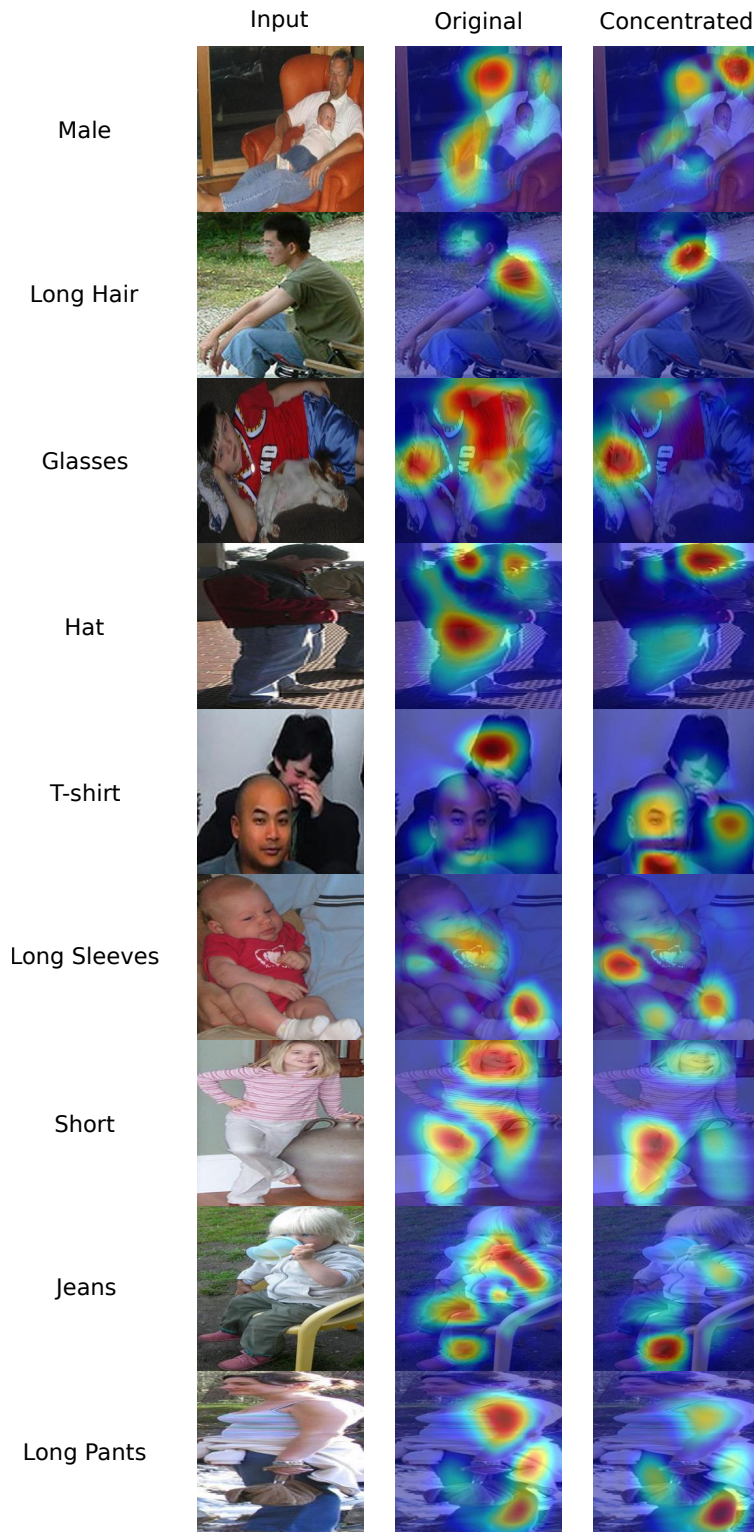 Input Original Concentrated
Male
Long Hair
Glasses
Hat
T-shirt
Long Sleeves
Short
Jeans
Long Pants